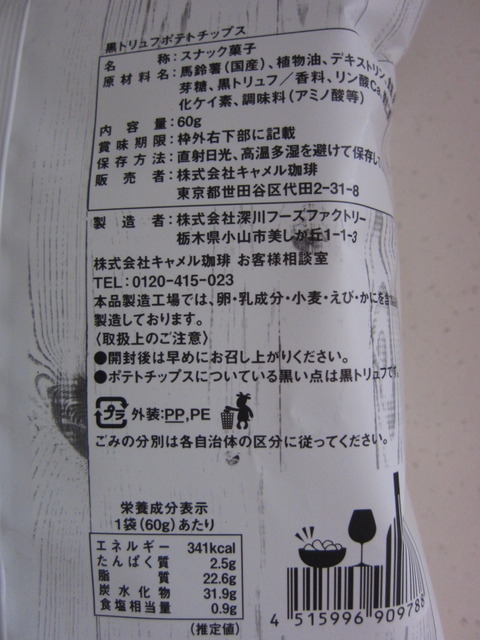 黒トリュフポテトチップス
名称：スナック菓子
原材料名：馬鈴薯（国産）、植物油、デキストリン、
芽糖、黒トリュフ／香料、リン酸Ca、
化ケイ素、調味料（アミノ酸等）
内容量：60g
賞味期限：枠外右下部に記載
保存方法：直射日光、高温多湿を避けて保存し
販売者：株式会社キャメル珈琲
東京都世田谷区代田2-31-8
製造者：株式会社深川フーズファクトリー
栃木県小山市美しが丘1-1-3
株式会社キャメル珈琲 お客様相談室
TEL：0120-415-023
本品製造工場では、卵・乳成分・小麦・えび・かにを含
製造しております。
〈取扱上のご注意〉
●開封後は早めにお召し上がりください。
●ポテトチップスについている黒い点は黒トリュフです
プラ 外装：PP,PE
ごみの分別は各自治体の区分に従ってください。
栄養成分表示
1袋（60g）あたり
エネルギー 341kcal
たんぱく質 2.5g
脂質 22.6g
炭水化物 31.9g
食塩相当量 0.9g
（推定値）
4 515996 909788